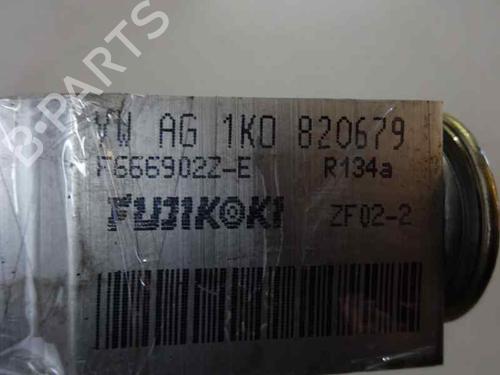 VW AG 1K0 820679
F666902Z-E R134a
FUJIKOKI ZF02-2
B-PARTS